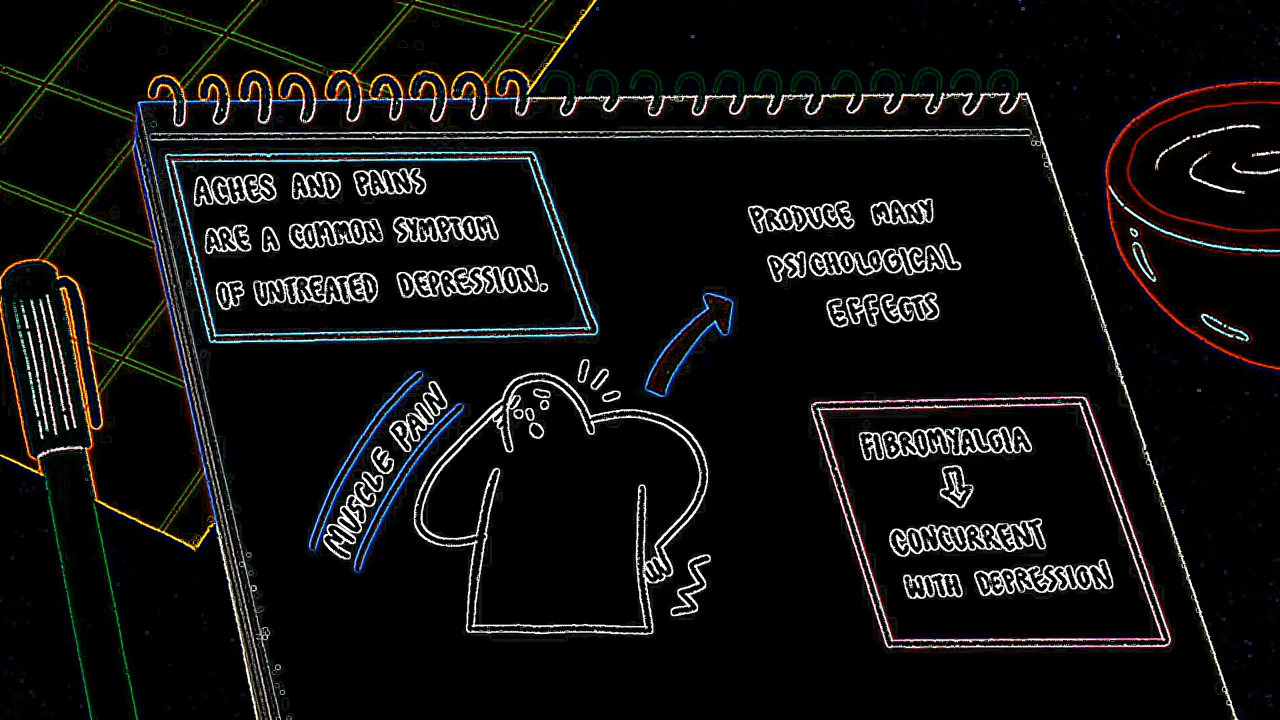 ACHES AND PAINS
ARE A COMMON SYMPTOM
OF UNTREATED DEPRESSION.
PRODUCE MANY
PSYCHOLOGICAL
EFFECTS
MUSCLE PAIN
FIBROMYALGIA
CONCURRENT
WITH DEPRESSION